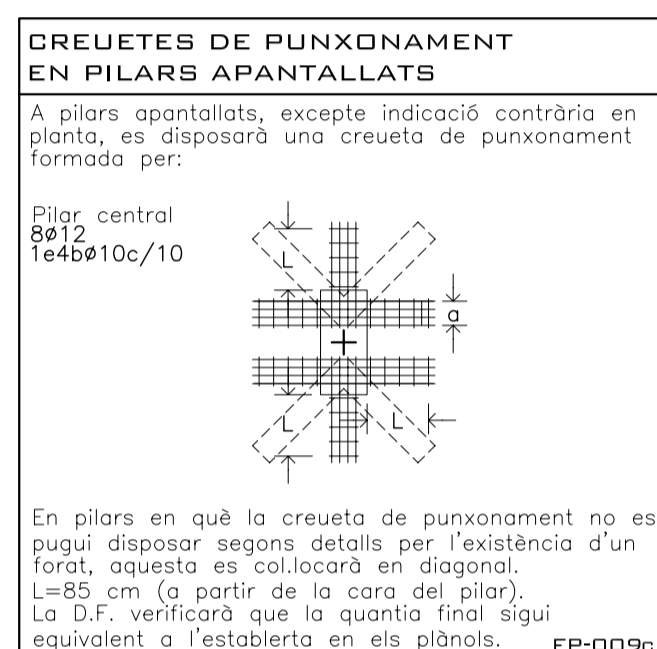 CREUETES DE PUNXONAMENT
EN PILARS APANTALLATS
A pilars apantallats, excepte indicació contrària en
planta, es disposarà una creueta de punxonament
formada per:
Pilar central
8ø12
1e4bø10c/10
L
a
L
L
En pilars en què la creueta de punxonament no es
pugui disposar segons detalls per l'existència d'un
forat, aquesta es col.locarà en diagonal.
L=85 cm (a partir de la cara del pilar).
La D.F. verificarà que la quantia final sigui
equivalent a l'establerta en els plànols.